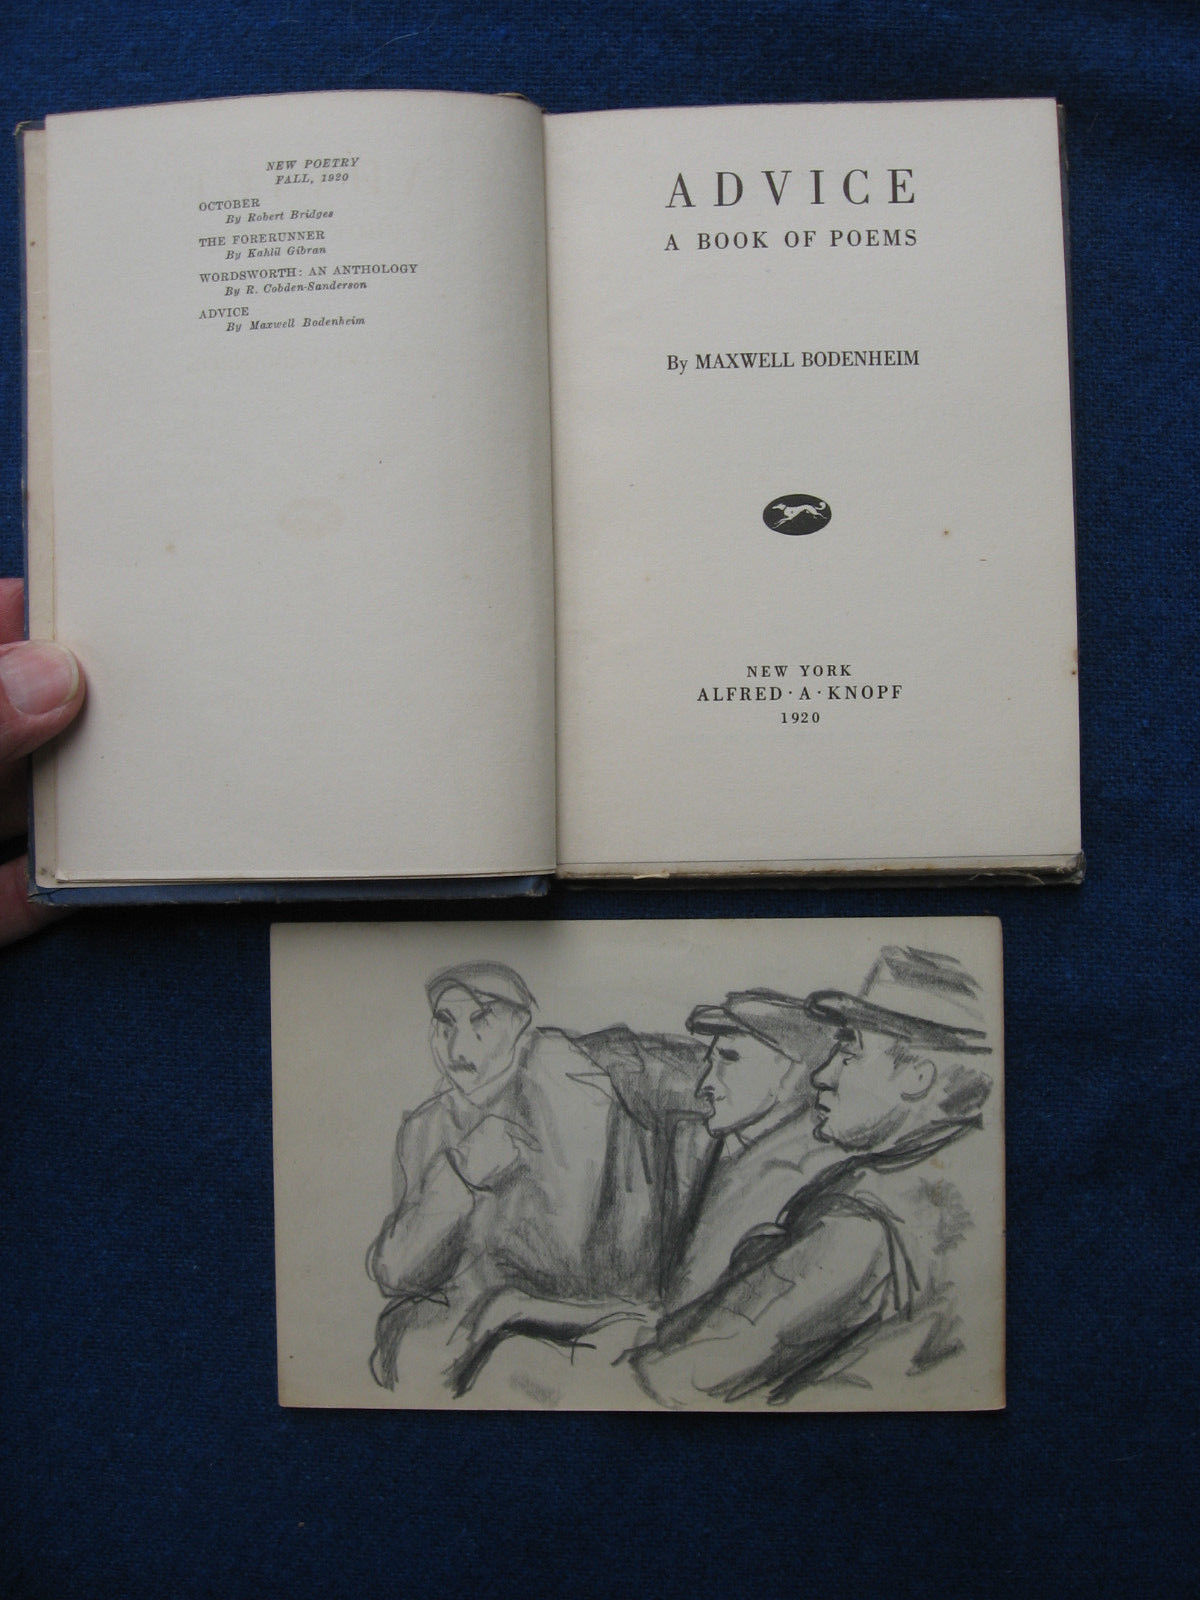 NEW POETRY
FALL, 1920
OCTOBER
By Robert Bridges
THE FORERUNNER
By Kahlil Gibran
WORDSWORTH: AN ANTHOLOGY
By R. Cobden-Sanderson
ADVICE
By Maxwell Bodenheim
ADVICE
A BOOK OF POEMS
By MAXWELL BODENHEIM
NEW YORK
ALFRED · A · KNOPF
1920